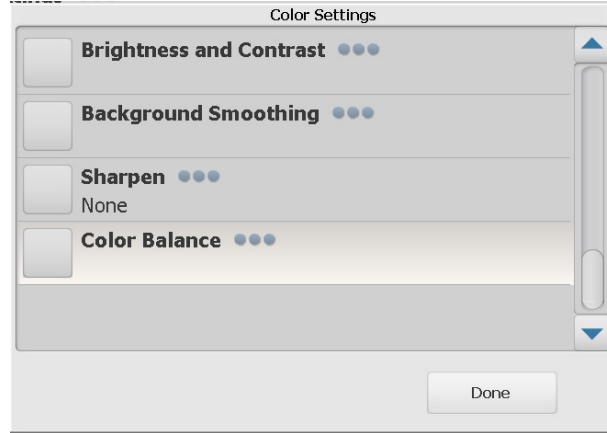 Color Settings
Brightness and Contrast
Background Smoothing
Sharpen
None
Color Balance
Done